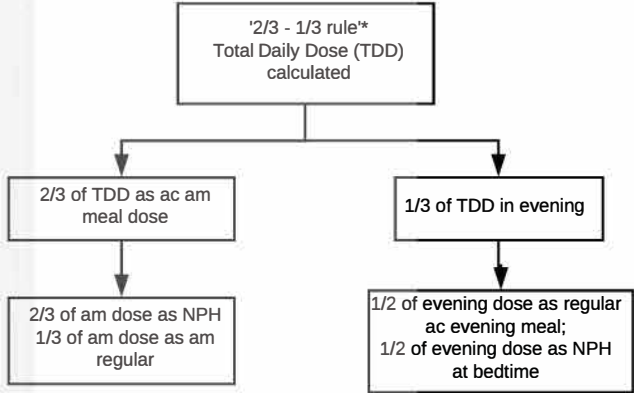 '2/3 - 1/3 rule'*
Total Daily Dose (TDD)
calculated
2/3 of TDD as ac am
meal dose
1/3 of TDD in evening
2/3 of am dose as NPH
1/3 of am dose as am
regular
1/2 of evening dose as regular
ac evening meal;
1/2 of evening dose as NPH
at bedtime